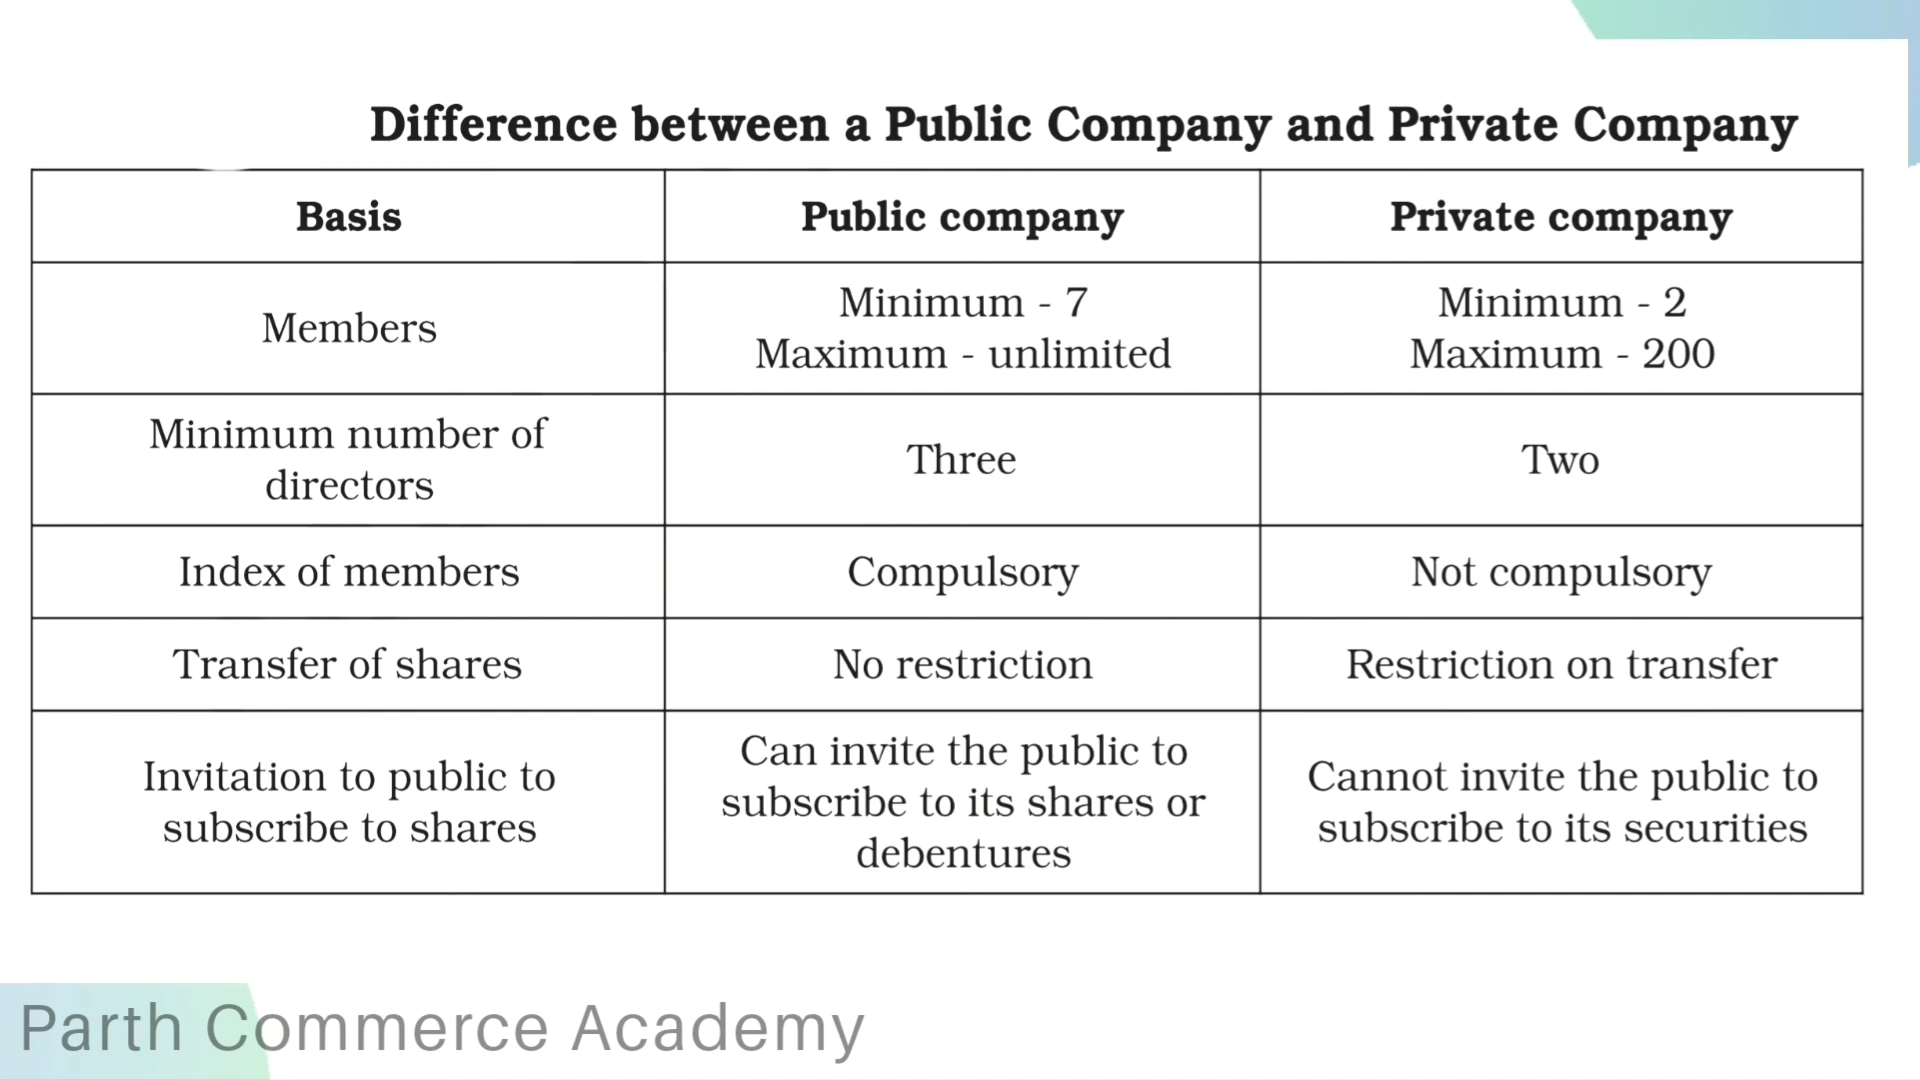 Difference between a Public Company and Private Company
Basis
Public company
Private company
Members
Minimum - 7
Maximum - unlimited
Minimum - 2
Maximum - 200
Minimum number of
directors
Three
Two
Index of members
Compulsory
Not compulsory
Transfer of shares
No restriction
Restriction on transfer
Invitation to public to
subscribe to shares
Can invite the public to
subscribe to its shares or
debentures
Cannot invite the public to
subscribe to its securities
Parth Commerce Academy